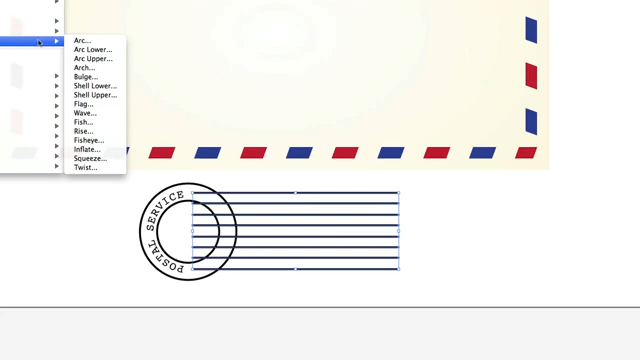 Arc...
Arc Lower...
Arc Upper...
Arch...
Bulge...
Shell Lower...
Shell Upper...
Flag...
Wave...
Fish...
Rise...
Fisheye...
Inflate...
Squeeze...
Twist...
POSTAL SERVICE